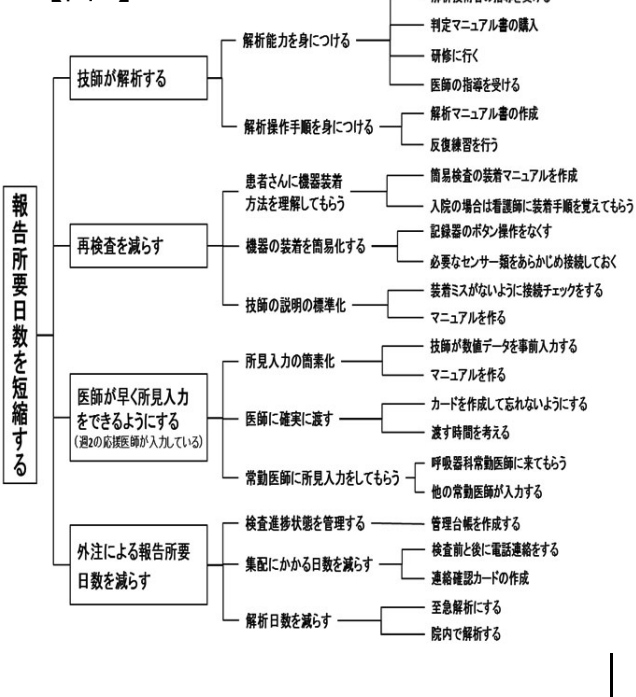 報告所要日数を短縮する
技師が解析する
解析能力を身につける
判定マニュアル書の購入
研修に行く
医師の指導を受ける
解析操作手順を身につける
解析マニュアル書の作成
反復練習を行う
再検査を減らす
患者さんに機器装着
方法を理解してもらう
簡易検査の装着マニュアルを作成
入院の場合は看護師に装着手順を覚えてもらう
機器の装着を簡易化する
記録器のボタン操作をなくす
必要なセンサー類をあらかじめ接続しておく
技師の説明の標準化
装着ミスがないように接続チェックをする
マニュアルを作る
医師が早く所見入力
をできるようにする
(週2の応援医師が入力している)
所見入力の簡素化
技師が数値データを事前入力する
マニュアルを作る
医師に確実に渡す
カードを作成して忘れないようにする
渡す時間を考える
常勤医師に所見入力をしてもらう
呼吸器科常勤医師に来てもらう
他の常勤医師が入力する
外注による報告所要
日数を減らす
検査進捗状態を管理する
管理台帳を作成する
集配にかかる日数を減らす
検査前と後に電話連絡をする
連絡確認カードの作成
解析日数を減らす
至急解析にする
院内で解析する